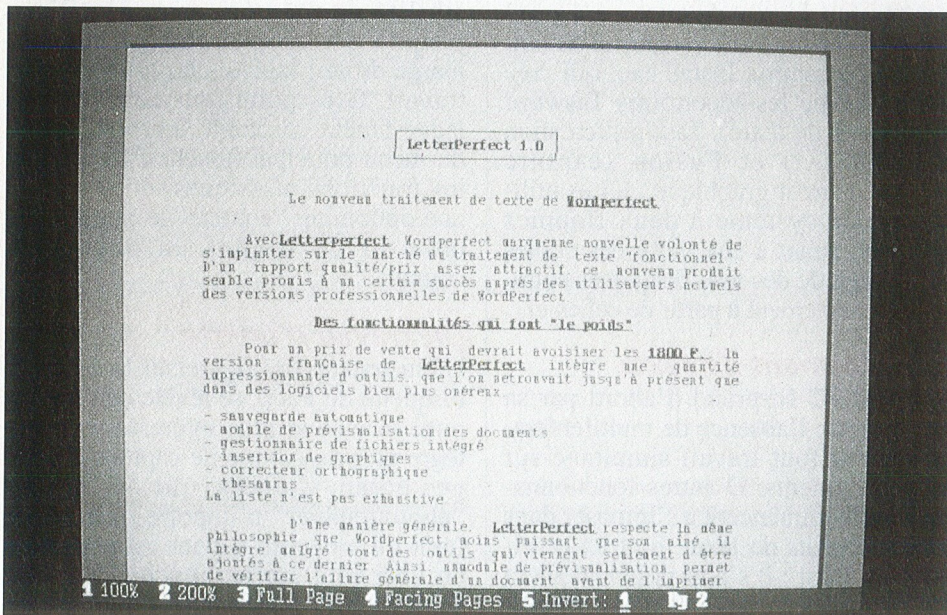 LetterPerfect 1.0
Le nouveau traitement de texte de Wordperfect
Avec Letterperfect, Wordperfect marquenne nouvelle volonté de
s'implanter sur le marché du traitement de texte "fonctionnel".
D'un rapport qualité/prix assez attractif, ce nouveau produit
semble promis à un certain succès auprès des utilisateurs actuels
des versions professionnelles de WordPerfect.
Des fonctionnalités qui font "le poids"
Pour un prix de vente qui devrait avoisiner les 1800 F., la
version française de LetterPerfect intègre une quantité
impressionnante d'outils, que l'on netrouvait jusqu'à présent que
dans des logiciels bien plus onéreux.
- sauvegarde automatique
- module de prévisualisation des documents
- gestionnaire de fichiers intégré
- insertion de graphiques
- correcteur orthographique
- thesaurus
La liste n'est pas exhaustive.
D'une manière générale, LetterPerfect respecte la même
philosophie que Wordperfect, moins puissant que son ainé, il
intègre malgré tout des outils qui viennent seulement d'être
ajoutés à ce dernier. Ainsi, unmodule de prévisualisation permet
de vérifier l'allure générale d'un document avant de l'imprimer
1 100% 2 200% 3 Full Page 4 Facing Pages 5 Invert: 1 Pg 2